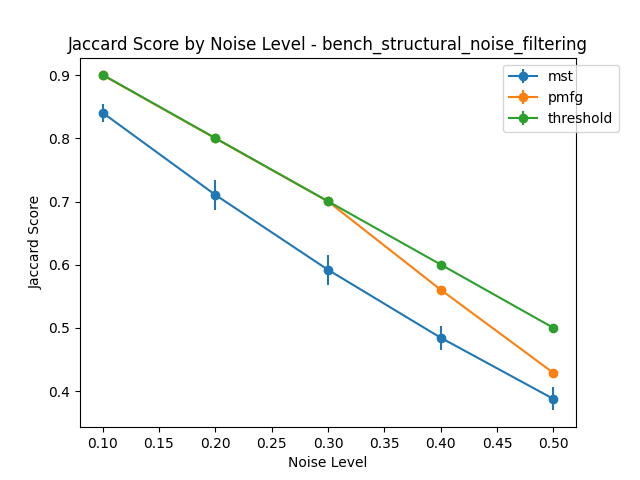 Jaccard Score by Noise Level - bench_structural_noise_filtering
mst
pmfg
threshold
0.9
0.8
0.7
0.6
0.5
0.4
Jaccard Score
0.10 0.15 0.20 0.25 0.30 0.35 0.40 0.45 0.50
Noise Level